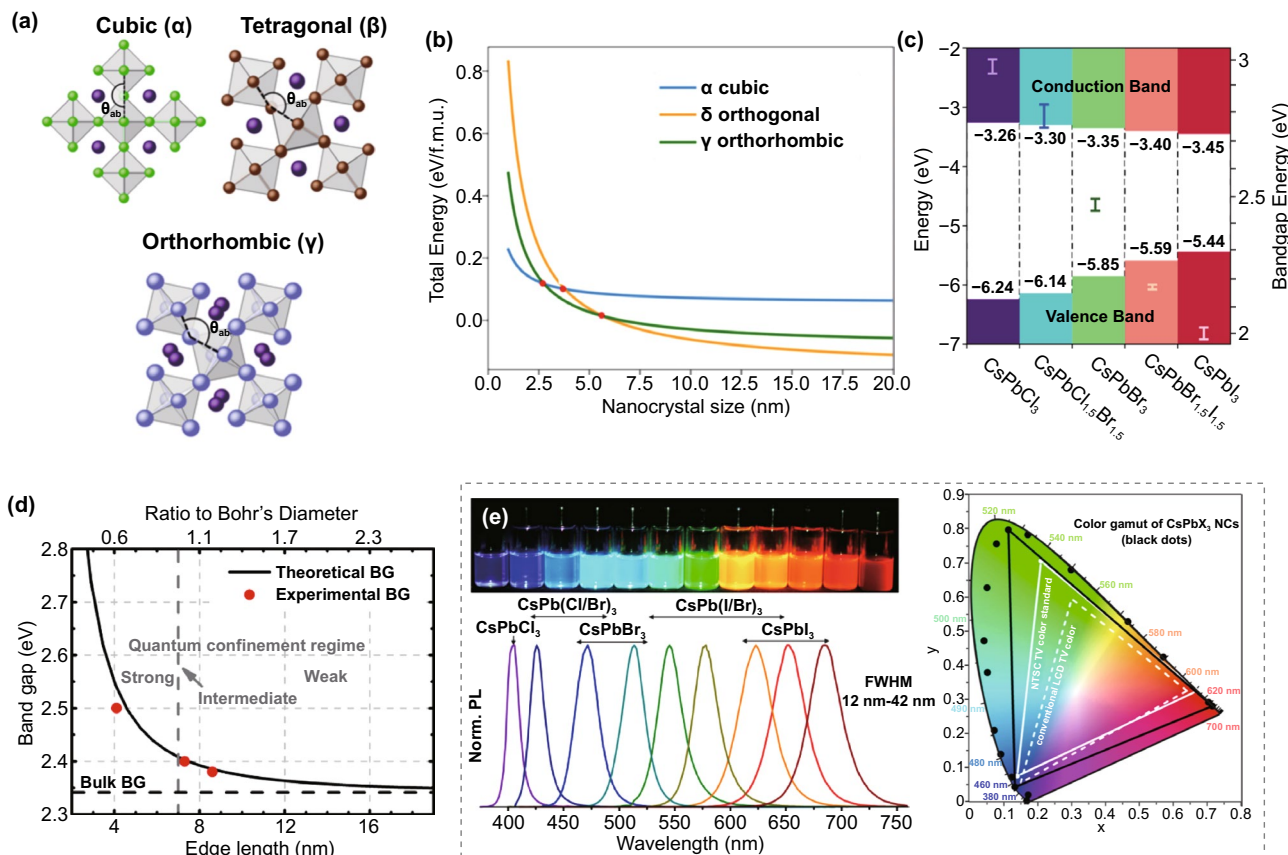 (a)
Cubic (α)
Tetragonal (β)
θab
θab
Orthorhombic (γ)
θab
(b)
Total Energy (eV/f.m.u.)
0.8
0.6
0.4
0.2
0.0
α cubic
δ orthogonal
γ orthorhombic
0.0 2.5 5.0 7.5 10.0 12.5 15.0 17.5 20.0
Nanocrystal size (nm)
(c)
Energy (eV)
−2
−3
−4
−5
−6
−7
Conduction Band
−3.26 −3.30 −3.35 −3.40 −3.45
−6.24 −6.14 −5.85 −5.59 −5.44
Valence Band
3
2.5
2
Bandgap Energy (eV)
CsPbCl3
CsPbCl1.5Br1.5
CsPbBr3
CsPbBr1.5I1.5
CsPbI3
(d)
Ratio to Bohr's Diameter
0.6 1.2 1.7 2.3
Band gap (eV)
2.8
2.7
2.6
2.5
2.4
2.3
Theoretical BG
Experimental BG
Quantum confinement regime
Strong
Weak
Intermediate
Bulk BG
4 8 12 16
Edge length (nm)
(e)
CsPb(Cl/Br)3
CsPb(I/Br)3
CsPbCl3
CsPbBr3
CsPbI3
FWHM
12 nm-42 nm
Norm. PL
400 450 500 550 600 650 700 750
Wavelength (nm)
Color gamut of CsPbX3 NCs
(black dots)
y
0.9
0.8
0.7
0.6
0.5
0.4
0.3
0.2
0.1
0
520 nm
540 nm
560 nm
580 nm
600 nm
620 nm
700 nm
500 nm
490 nm
480 nm
460 nm
380 nm
NTSC TV color standard
conventional LCD TV color
0 0.1 0.2 0.3 0.4 0.5 0.6 0.7 0.8
x